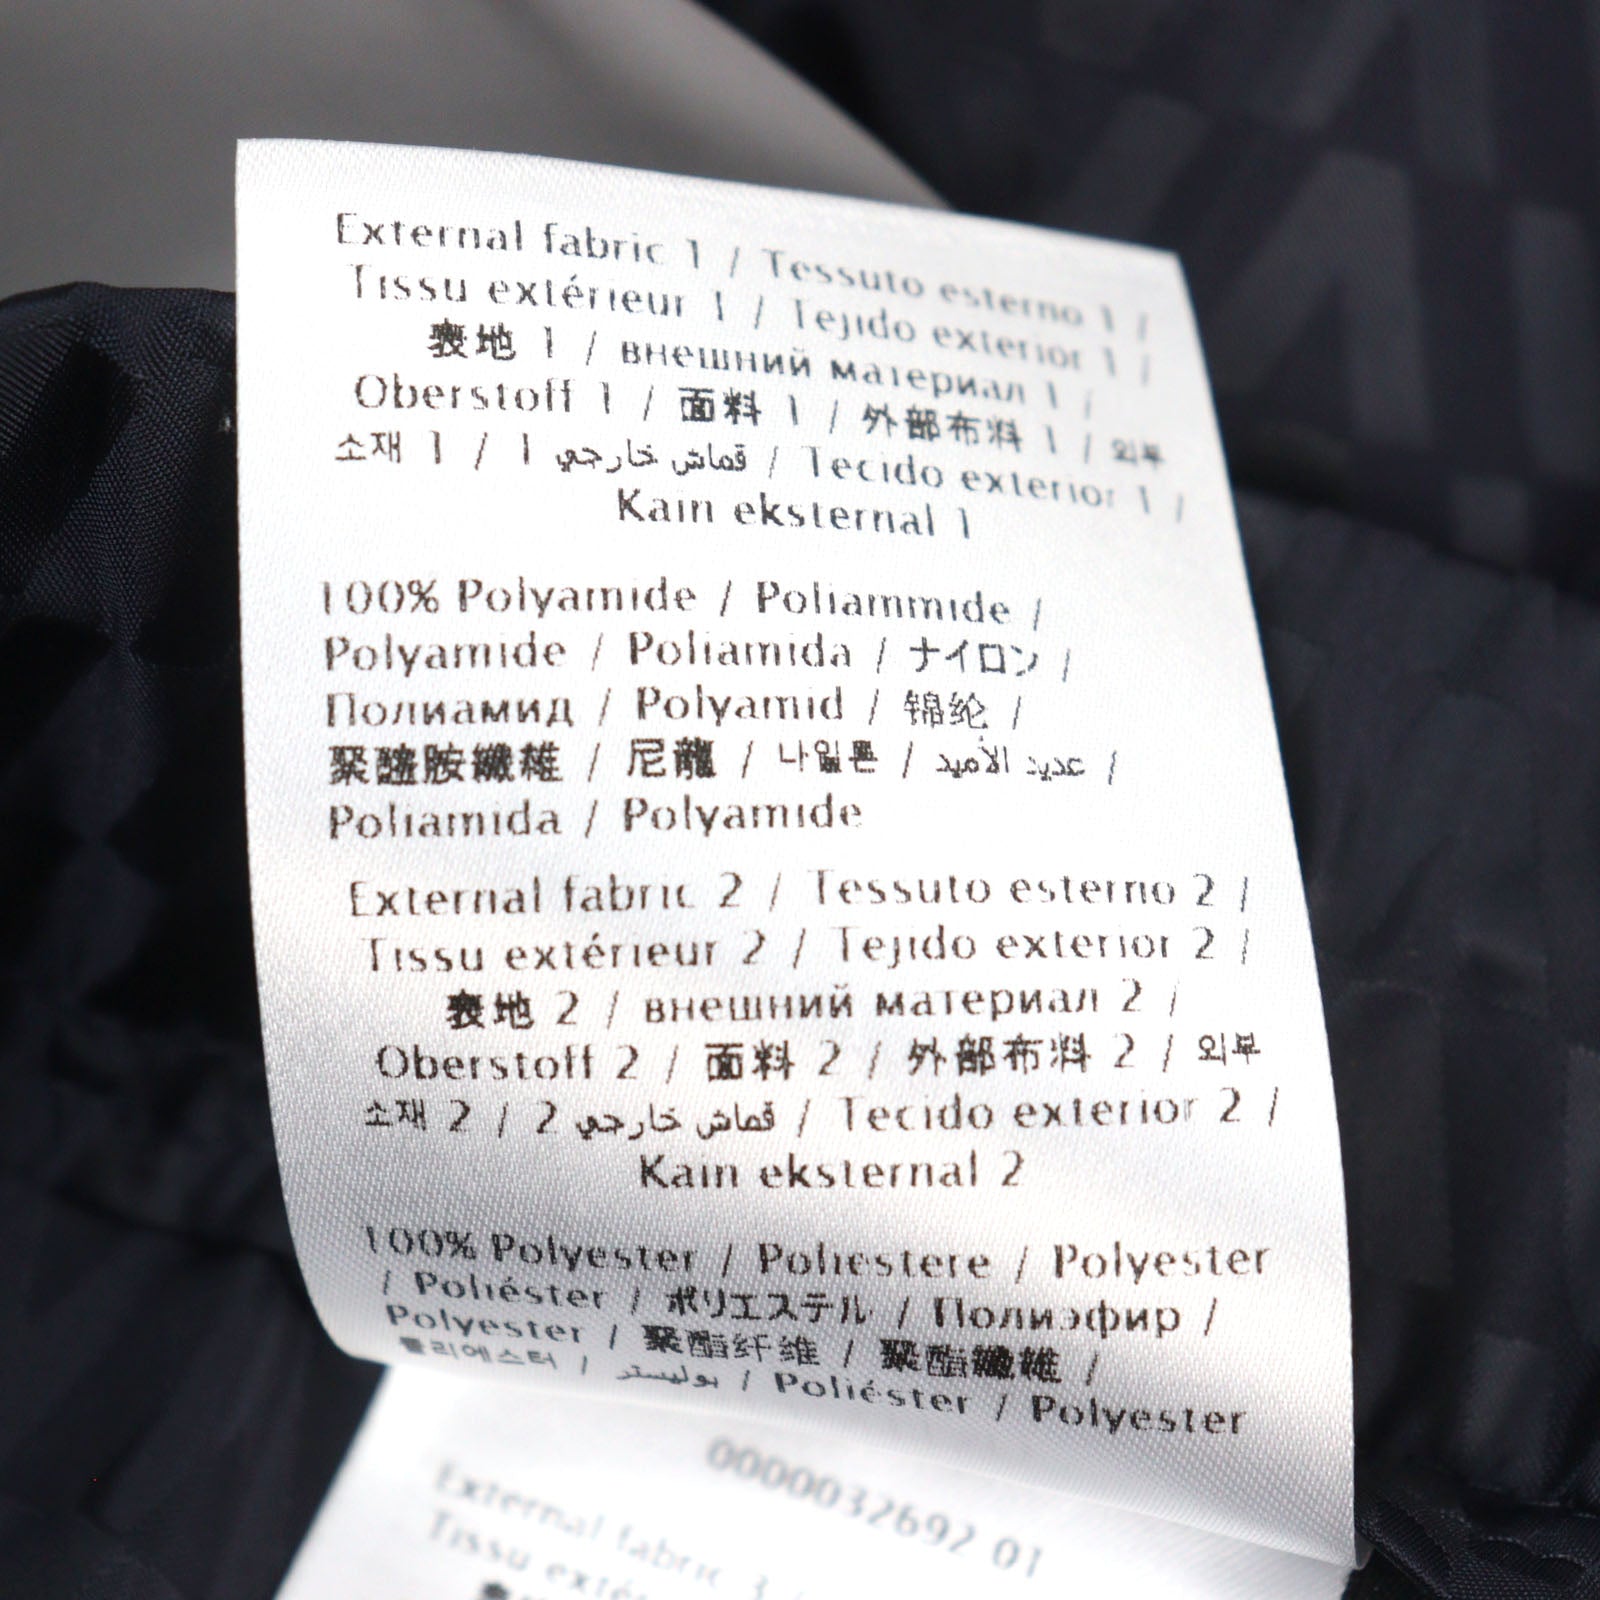 External fabric 1 / Tessuto esterno 1 /
Tissu extérieur 1 / Tejido exterior 1 /
表地 1 / внешний материал 1 /
Oberstoff 1 / 面料 1 / 外部布料 1 / 외부
소재 1 / قماش خارجي 1 / Tecido exterior 1 /
Kain eksternal 1
100% Polyamide / Poliammide /
Polyamide / Poliamida / ナイロン /
Полиамид / Polyamid / 锦纶 /
聚醯胺纖維 / 尼龍 / 나일론 / عديد الأميد /
Poliamida / Polyamide
External fabric 2 / Tessuto esterno 2 /
Tissu extérieur 2 / Tejido exterior 2 /
表地 2 / внешний материал 2 /
Oberstoff 2 / 面料 2 / 外部布料 2 / 외부
소재 2 / قماش خارجي 2 / Tecido exterior 2 /
Kain eksternal 2
100% Polyester / Poliestere / Polyester
/ Poliéster / ポリエステル / Полиэфир /
Polyester / 聚酯纤维 / 聚酯纖維 /
폴리에스터 / بوليستر / Poliéster / Polyester
0000032692 01
External fabric 3 /
Tissu